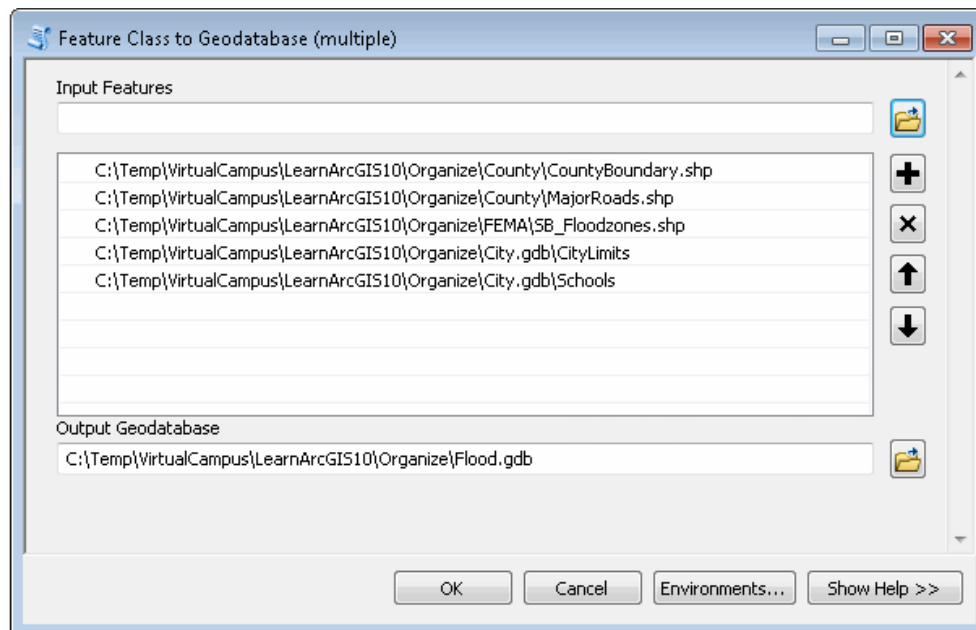 Feature Class to Geodatabase (multiple)
Input Features
C:\Temp\VirtualCampus\LearnArcGIS10\Organize\County\CountyBoundary.shp
C:\Temp\VirtualCampus\LearnArcGIS10\Organize\County\MajorRoads.shp
C:\Temp\VirtualCampus\LearnArcGIS10\Organize\FEMA\SB_Floodzones.shp
C:\Temp\VirtualCampus\LearnArcGIS10\Organize\City.gdb\CityLimits
C:\Temp\VirtualCampus\LearnArcGIS10\Organize\City.gdb\Schools
Output Geodatabase
C:\Temp\VirtualCampus\LearnArcGIS10\Organize\Flood.gdb
OK Cancel Environments... Show Help >>